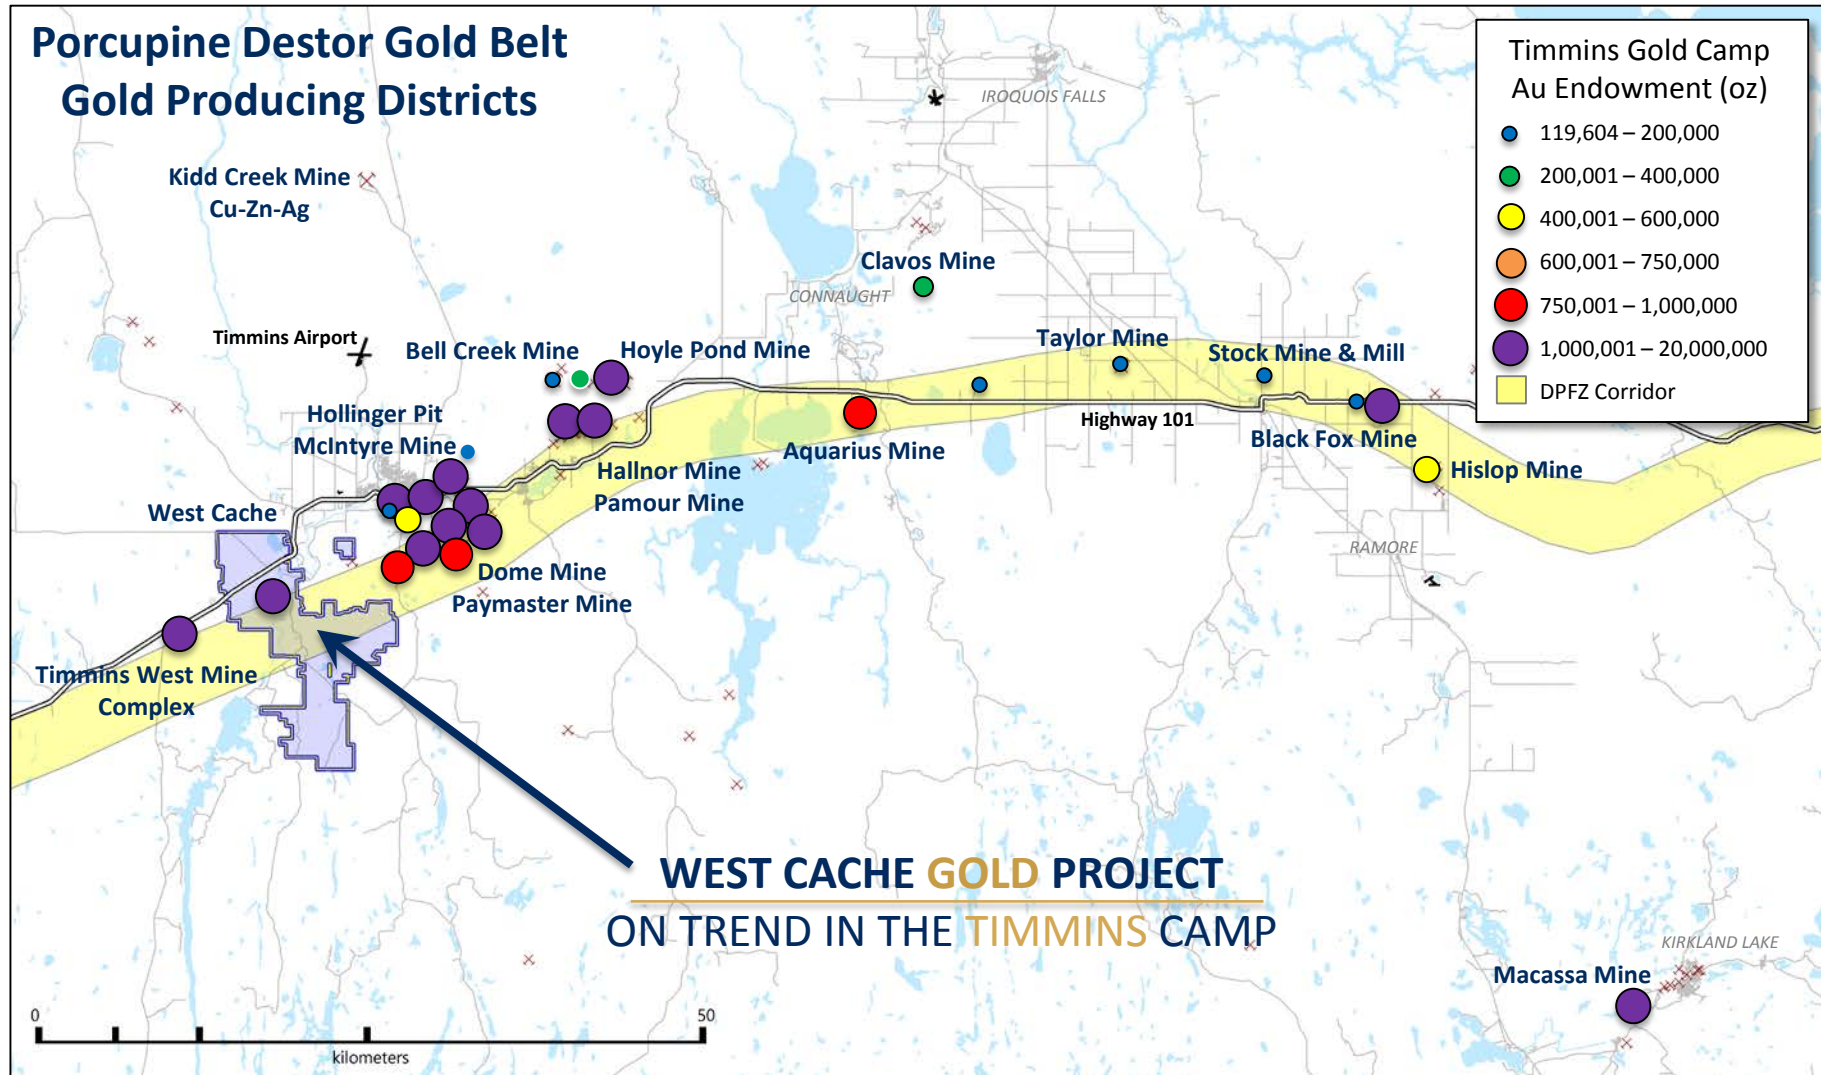 Porcupine Destor Gold Belt
Gold Producing Districts
Timmins Gold Camp
Au Endowment (oz)
119,604 – 200,000
200,001 – 400,000
400,001 – 600,000
600,001 – 750,000
750,001 – 1,000,000
1,000,001 – 20,000,000
DPFZ Corridor
IROQUOIS FALLS
Kidd Creek Mine
Cu-Zn-Ag
Clavos Mine
CONNAUGHT
Timmins Airport
Bell Creek Mine
Hoyle Pond Mine
Taylor Mine
Stock Mine & Mill
Hollinger Pit
McIntyre Mine
Highway 101
Aquarius Mine
Black Fox Mine
Hallnor Mine
Pamour Mine
Hislop Mine
West Cache
RAMORE
Dome Mine
Paymaster Mine
Timmins West Mine
Complex
WEST CACHE GOLD PROJECT
ON TREND IN THE TIMMINS CAMP
KIRKLAND LAKE
Macassa Mine
0
50
kilometers